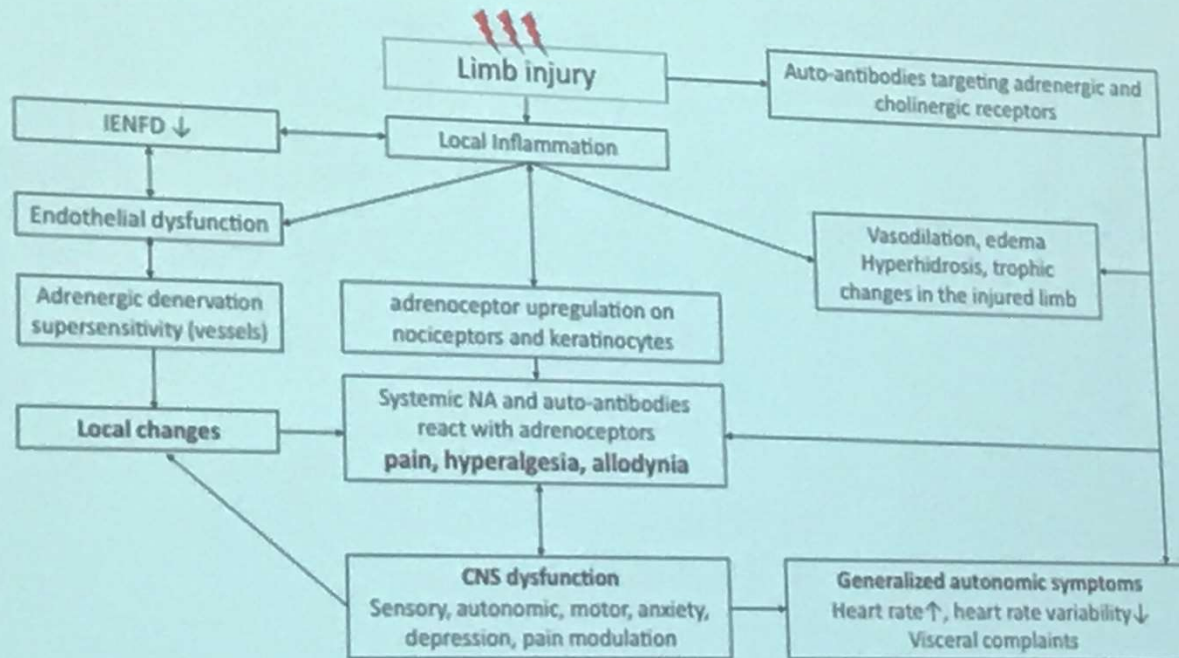 Limb injury
Auto-antibodies targeting adrenergic and
cholinergic receptors
IENFD ↓
Local Inflammation
Endothelial dysfunction
Vasodilation, edema
Hyperhidrosis, trophic
changes in the injured limb
Adrenergic denervation
supersensitivity (vessels)
adrenoceptor upregulation on
nociceptors and keratinocytes
Local changes
Systemic NA and auto-antibodies
react with adrenoceptors
pain, hyperalgesia, allodynia
CNS dysfunction
Sensory, autonomic, motor, anxiety,
depression, pain modulation
Generalized autonomic symptoms
Heart rate↑, heart rate variability↓
Visceral complaints